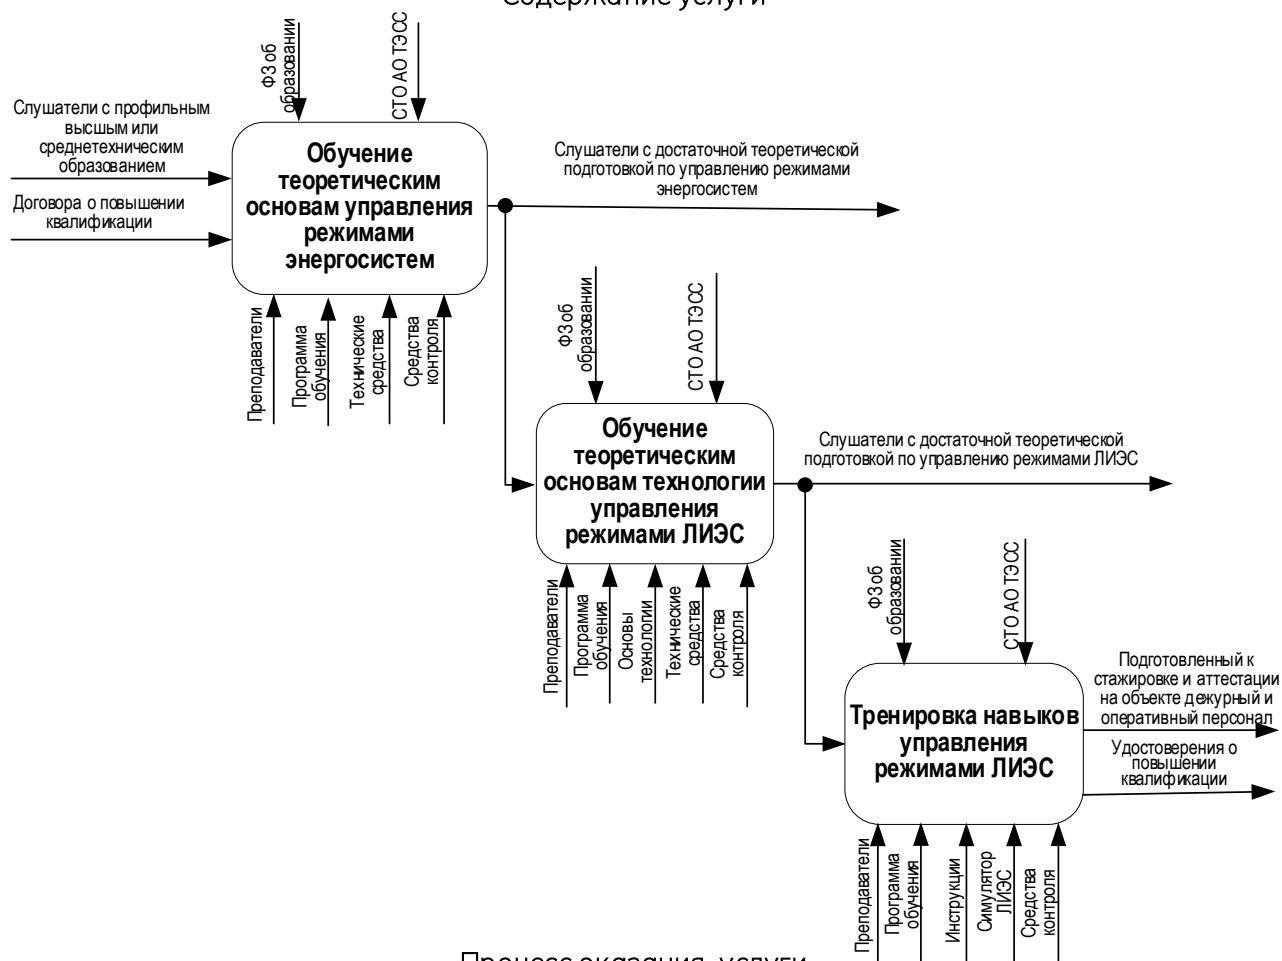 Содержание услуги
ФЗ об
образовании
СТО АО ТЭСС
Слушатели с профильным
высшым или
среднетехническим
образованием
Договора о повышении
квалификации
Обучение
теоретическим
основам управления
режимами
энергосистем
Слушатели с достаточной теоретической
подготовкой по управлению режимами
энергосистем
Преподаватели
Программа
обучения
Технические
средства
Средства
контроля
ФЗ об
образовании
СТО АО ТЭСС
Обучение
теоретическим
основам технологии
управления
режимами ЛИЭС
Слушатели с достаточной теоретической
подготовкой по управлению режимами ЛИЭС
Преподаватели
Программа
обучения
Основы
технологии
Технические
средства
Средства
контроля
ФЗ об
образовании
СТО АО ТЭСС
Тренировка навыков
управления
режимами ЛИЭС
Подготовленный к
стажировке и аттестации
на объекте дежурный и
оперативный персонал
Удостоверения о
повышении
квалификации
Преподаватели
Программа
обучения
Инструкции
Симулятор
ЛИЭС
Средства
контроля
Процесс оказания услуги